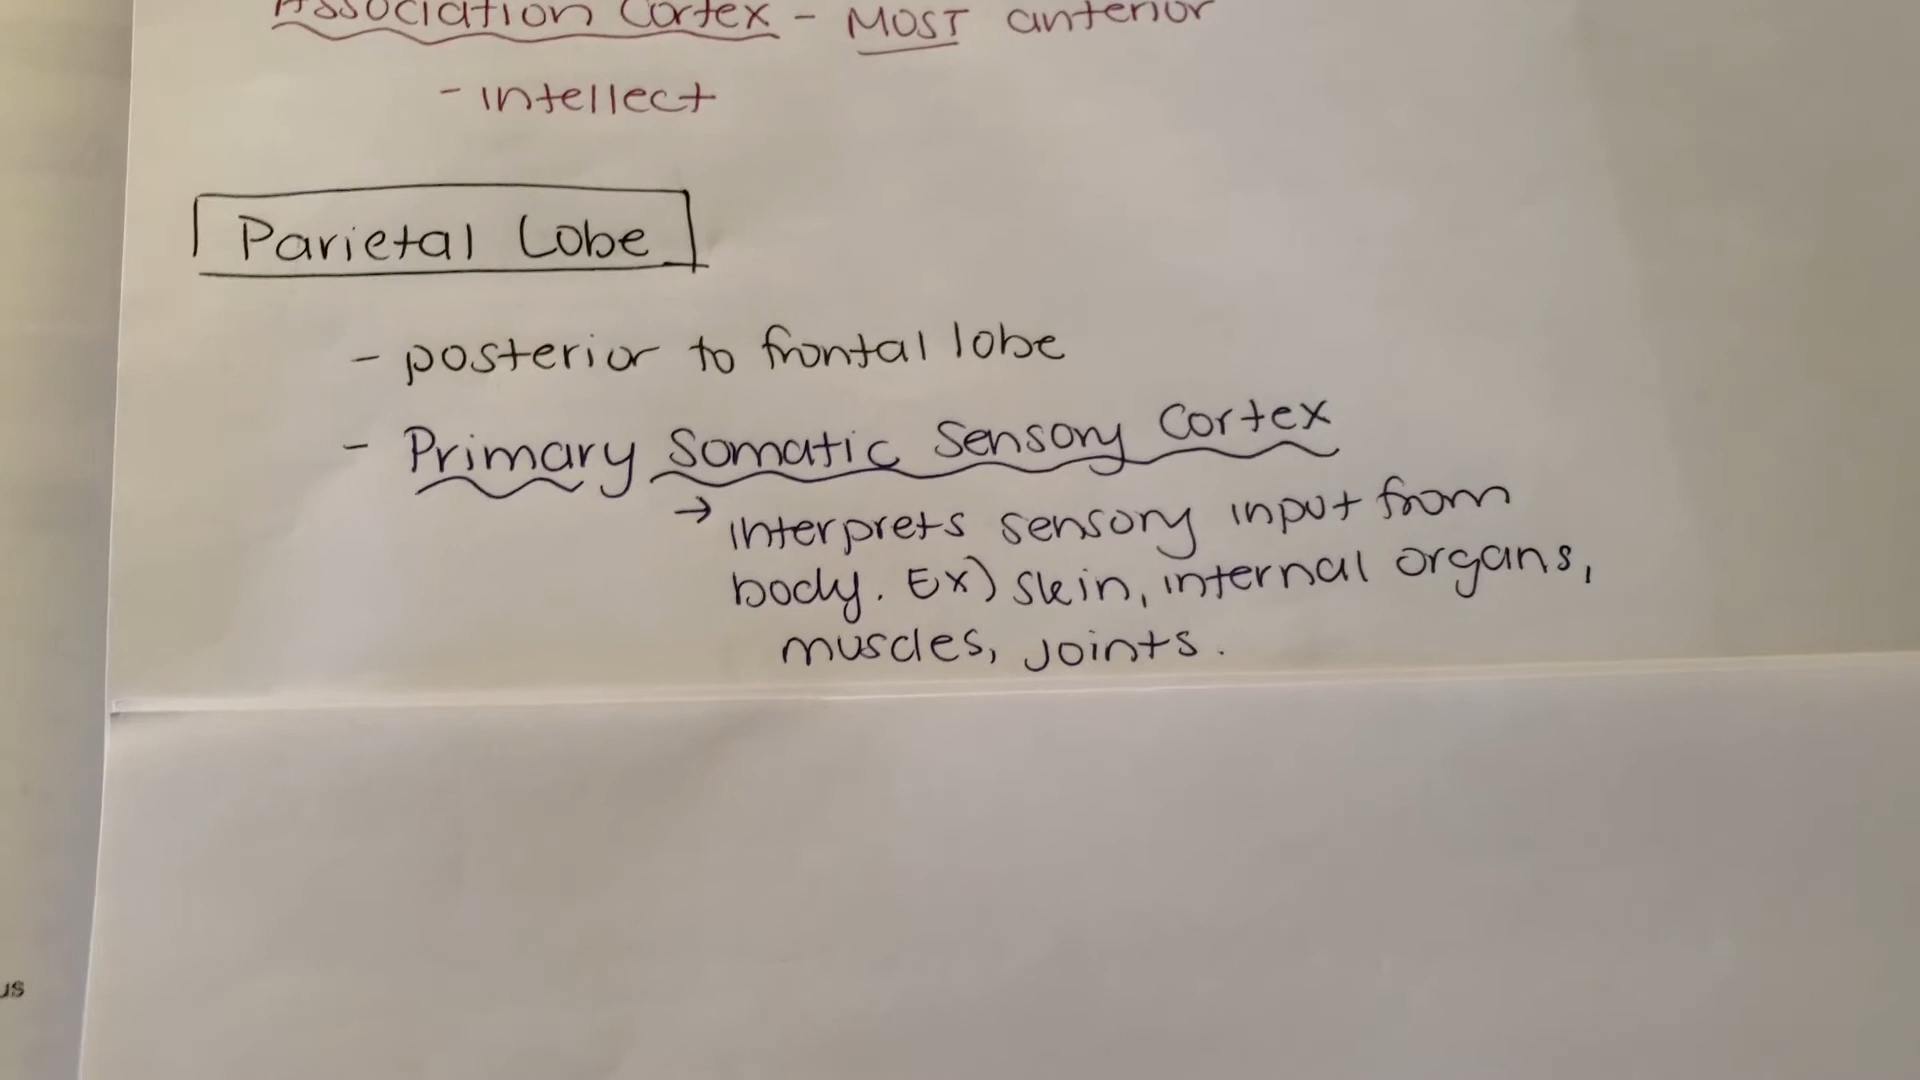 Association Cortex - MOST anterior
- intellect
Parietal Lobe
- posterior to frontal lobe
- Primary Somatic Sensory Cortex
→ interprets sensory input from
body. Ex) skin, internal organs,
muscles, joints.
us